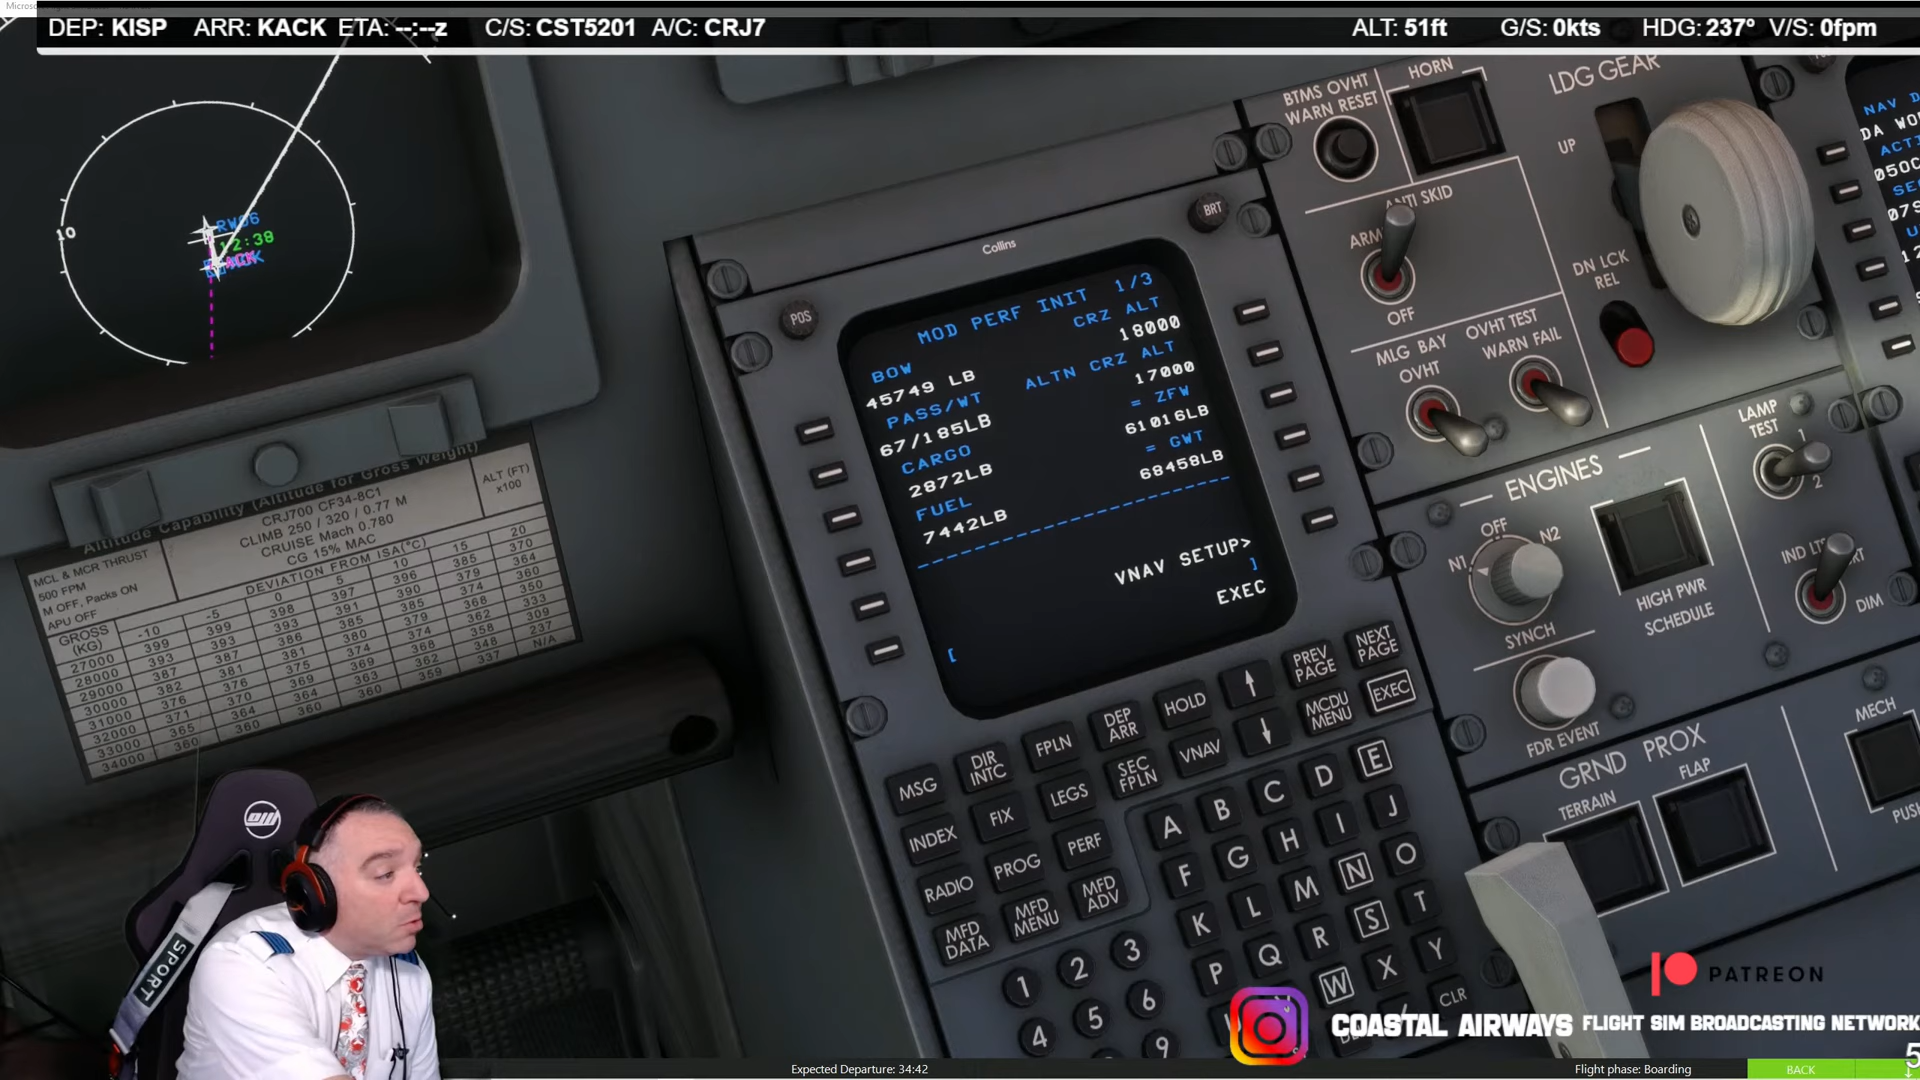 DEP: KISP ARR: KACK ETA: --:--z C/S: CST5201 A/C: CRJ7 ALT: 51ft G/S: 0kts HDG: 237° V/S: 0fpm
10
RW06
12:38
Collins
POS
BRT
MOD PERF INIT 1/3
BOW CRZ ALT
45749 LB 18000
PASS/WT ALTN CRZ ALT
67/185LB 17000
CARGO = ZFW
2872LB 61016LB
FUEL = GWT
7442LB 68458LB
VNAV SETUP>
[ ]
EXEC
MSG DIR INTC FPLN DEP ARR HOLD ↑ PREV PAGE NEXT PAGE
INDEX FIX LEGS SEC FPLN VNAV ↓ MCDU MENU EXEC
RADIO PROG PERF
MFD DATA MFD MENU MFD ADV
A B C D E
F G H I J
K L M N O
P Q R S T
W X Y
CLR
1 2 3
4 5 6
9
BTMS OVHT
WARN RESET
HORN
LDG GEAR
UP
ANTI SKID
OFF
DN LCK
REL
MLG BAY
OVHT
OVHT TEST
WARN FAIL
LAMP
TEST
1
2
ENGINES
OFF
N1 N2
SYNCH
HIGH PWR
SCHEDULE
DIM
FDR EVENT
GRND PROX
TERRAIN
FLAP
MECH
Altitude Capability (Altitude for Gross Weight)
CRJ700 CF34-8C1
CLIMB 250 / 320 / 0.77 M
CRUISE Mach 0.780
CG 15% MAC
MCL & MCR THRUST
500 FPM
APU OFF
ALT (FT)
x100
DEVIATION FROM ISA(°C)
GROSS
(KG)
-10 -5 0 5 10 15 20
27000 399 399 398 397 396 385 370
29000
30000
31000
32000
33000
34000
SPORT
PATREON
COASTAL AIRWAYS FLIGHT SIM BROADCASTING NETWORK
Expected Departure: 34:42
Flight phase: Boarding
BACK